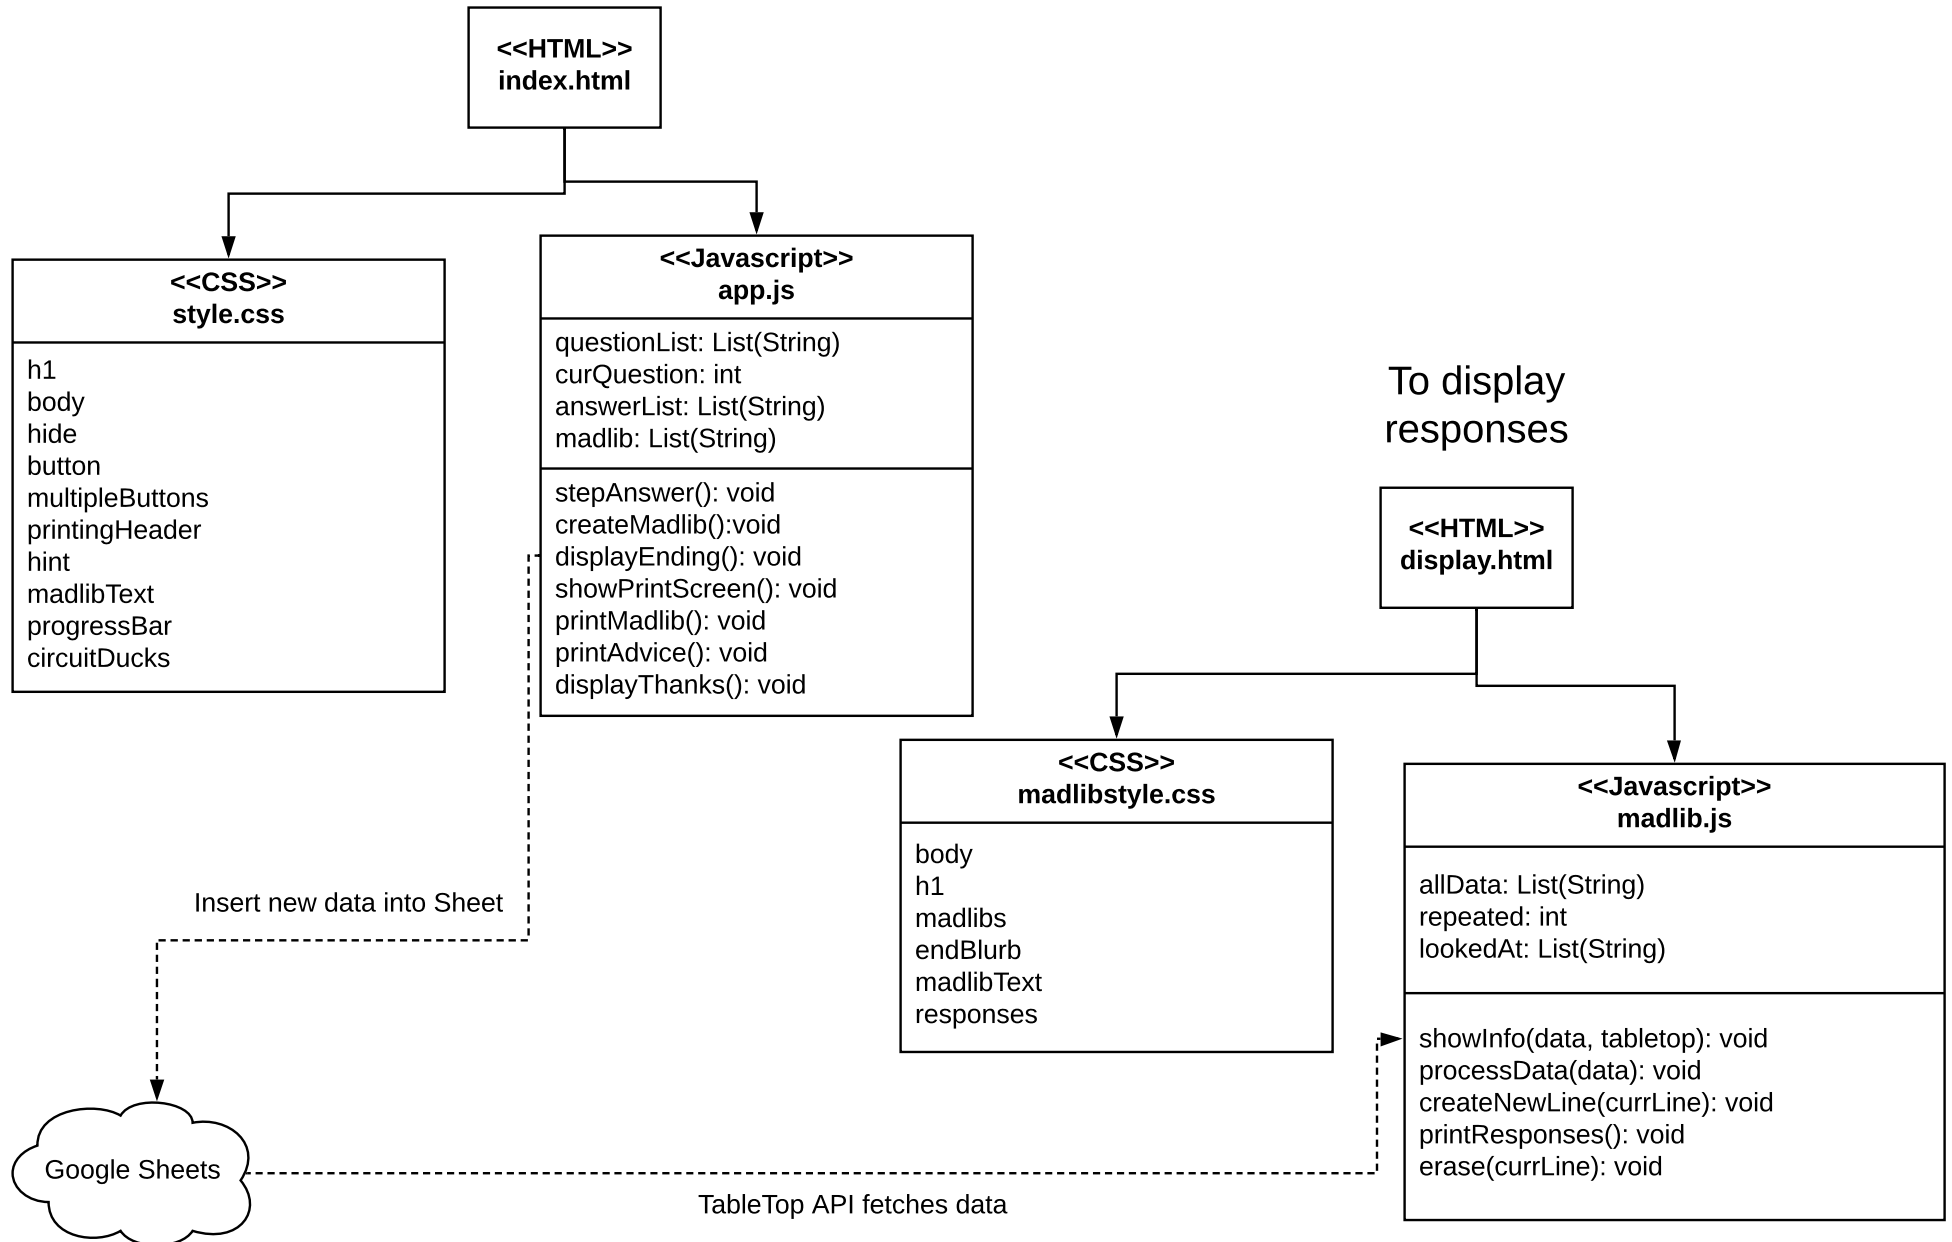 <<HTML>>
index.html
<<CSS>>
style.css
h1
body
hide
button
multipleButtons
printingHeader
hint
madlibText
progressBar
circuitDucks
<<Javascript>>
app.js
questionList: List(String)
curQuestion: int
answerList: List(String)
madlib: List(String)
stepAnswer(): void
createMadlib():void
displayEnding(): void
showPrintScreen(): void
printMadlib(): void
printAdvice(): void
displayThanks(): void
To display
responses
<<HTML>>
display.html
<<CSS>>
madlibstyle.css
body
h1
madlibs
endBlurb
madlibText
responses
<<Javascript>>
madlib.js
allData: List(String)
repeated: int
lookedAt: List(String)
showInfo(data, tabletop): void
processData(data): void
createNewLine(currLine): void
printResponses(): void
erase(currLine): void
Insert new data into Sheet
Google Sheets
TableTop API fetches data